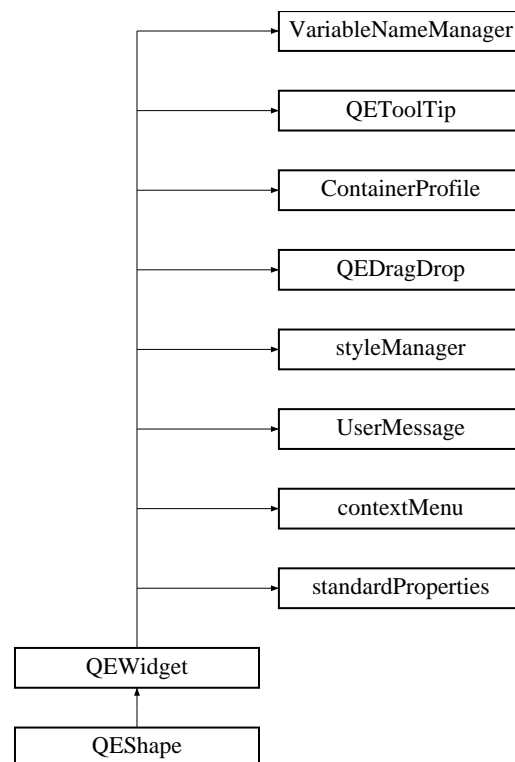 VariableNameManager
QEToolTip
ContainerProfile
QEDragDrop
styleManager
UserMessage
contextMenu
standardProperties
QEWidget
QEShape